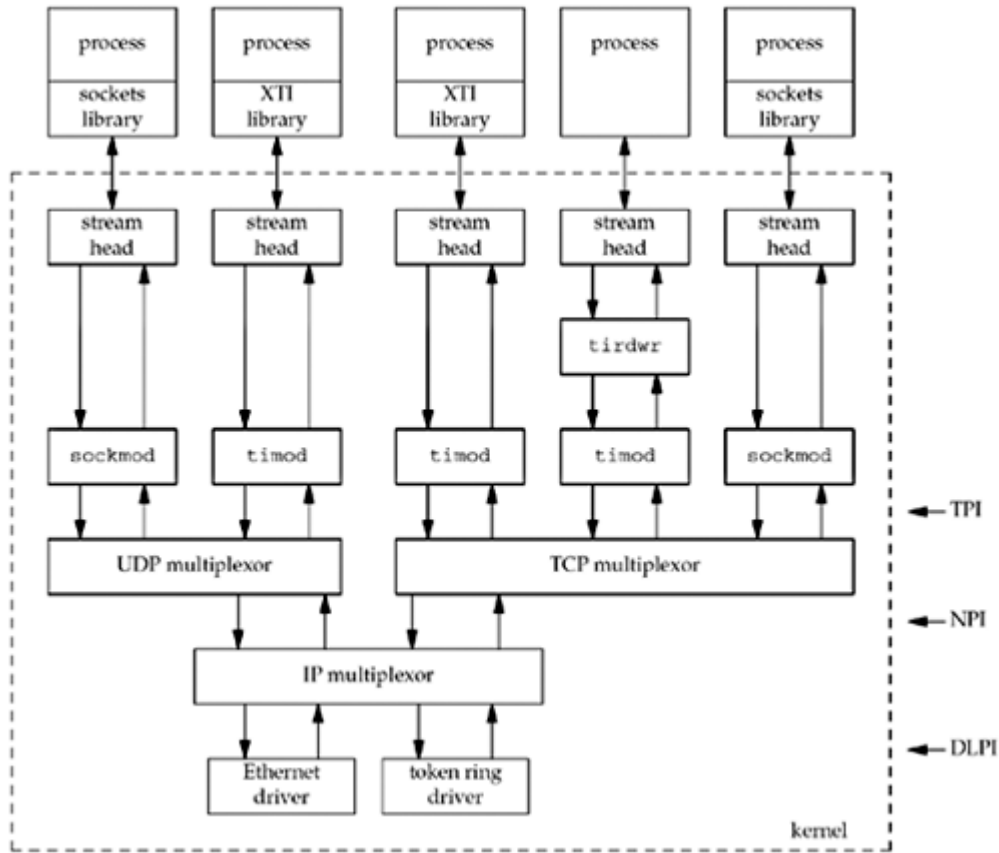 process process process process process
sockets library XTI library XTI library sockets library
stream head stream head stream head stream head stream head
tirdwr
sockmod timod timod timod sockmod
TPI
UDP multiplexor TCP multiplexor
NPI
IP multiplexor
DLPI
Ethernet driver token ring driver
kernel